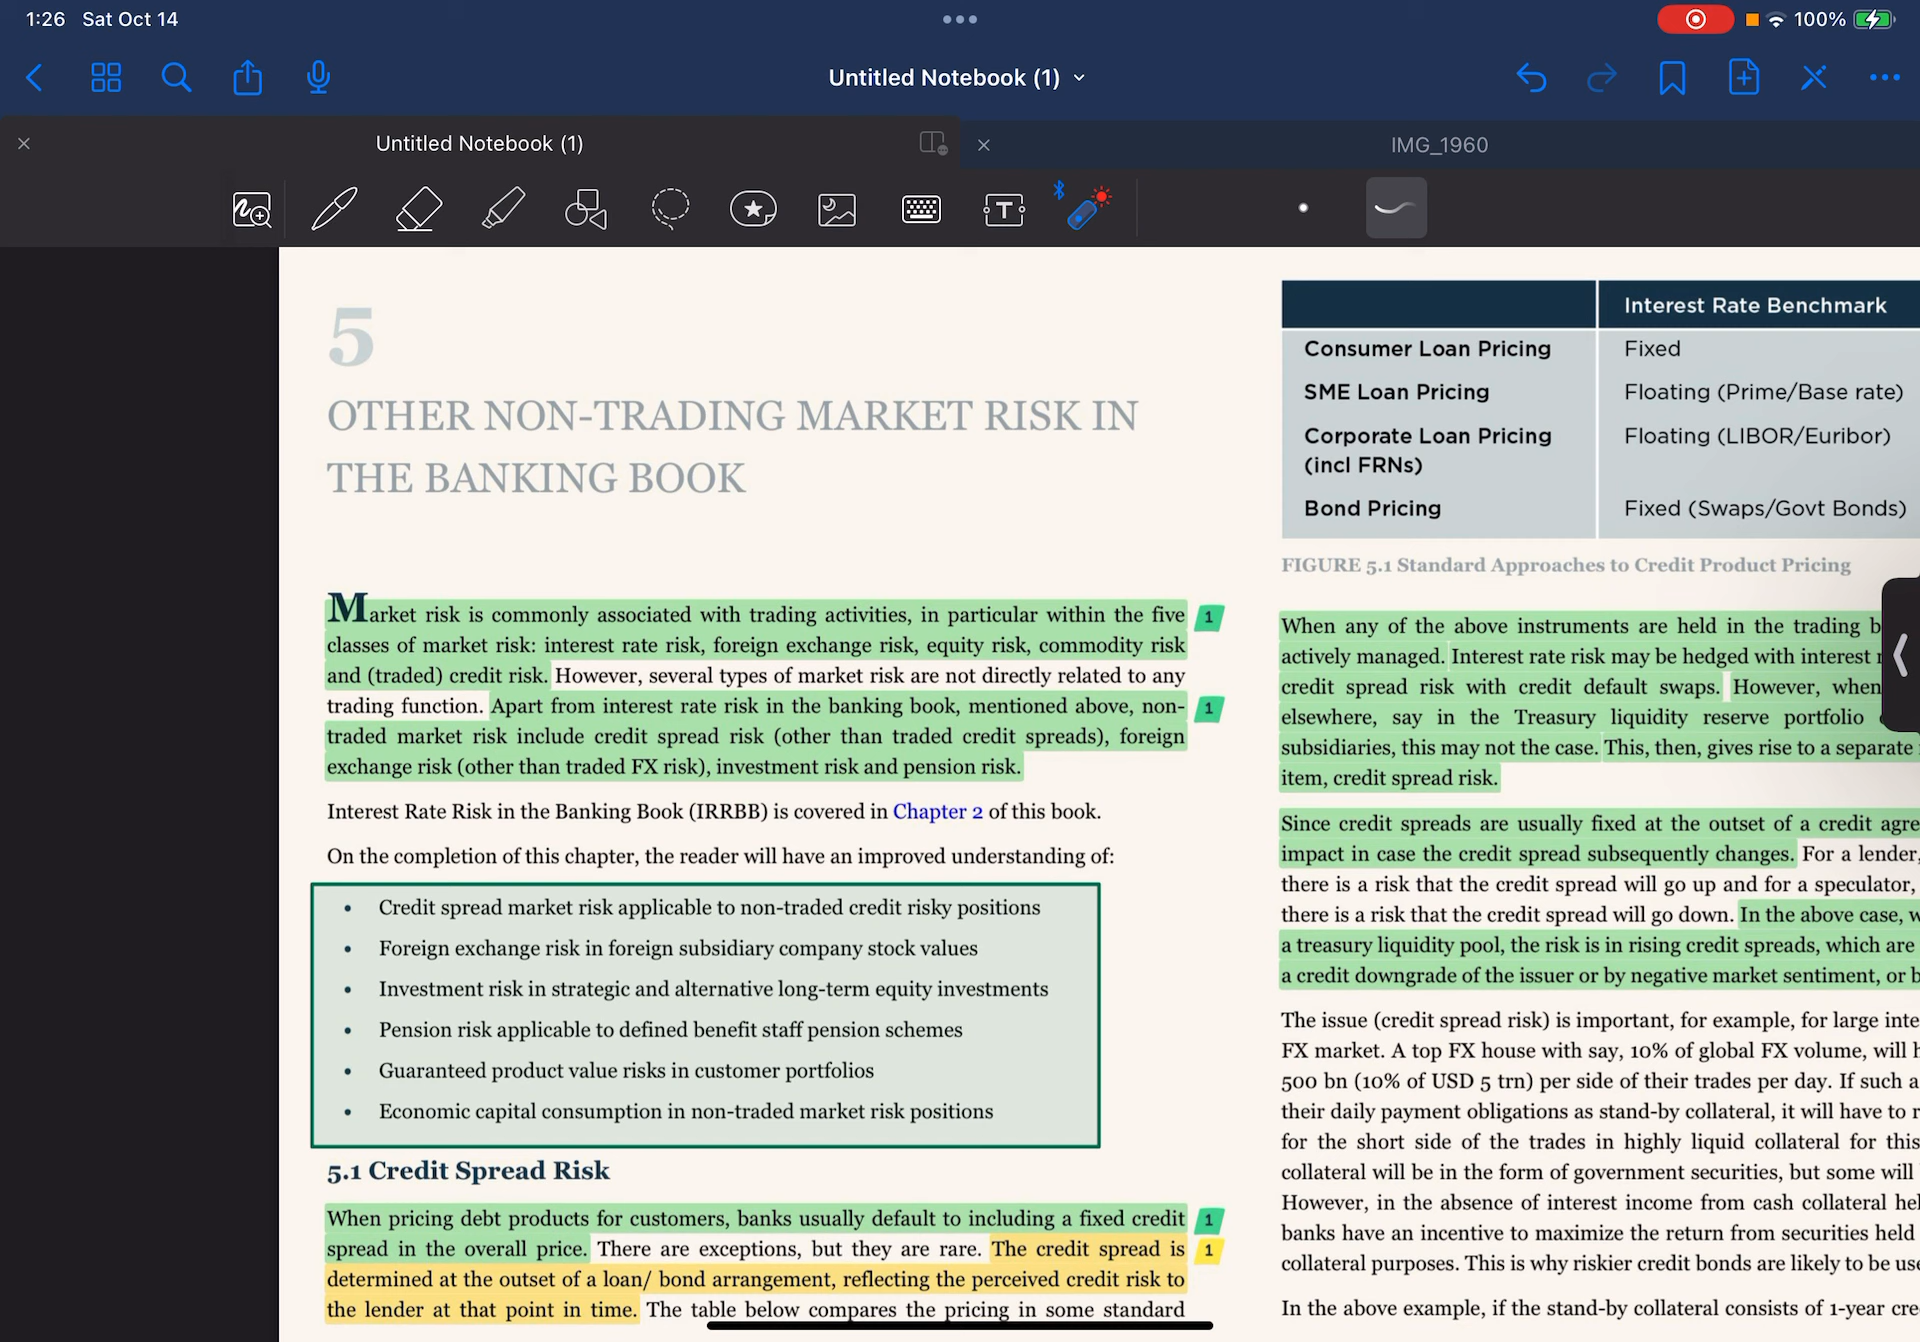 1:26 Sat Oct 14
100%
Untitled Notebook (1)
Untitled Notebook (1)
IMG_1960
T
5
OTHER NON-TRADING MARKET RISK IN
THE BANKING BOOK
Market risk is commonly associated with trading activities, in particular within the five 1
classes of market risk: interest rate risk, foreign exchange risk, equity risk, commodity risk
and (traded) credit risk. However, several types of market risk are not directly related to any
trading function. Apart from interest rate risk in the banking book, mentioned above, non- 1
traded market risk include credit spread risk (other than traded credit spreads), foreign
exchange risk (other than traded FX risk), investment risk and pension risk.
Interest Rate Risk in the Banking Book (IRRBB) is covered in Chapter 2 of this book.
On the completion of this chapter, the reader will have an improved understanding of:
• Credit spread market risk applicable to non-traded credit risky positions
• Foreign exchange risk in foreign subsidiary company stock values
• Investment risk in strategic and alternative long-term equity investments
• Pension risk applicable to defined benefit staff pension schemes
• Guaranteed product value risks in customer portfolios
• Economic capital consumption in non-traded market risk positions
5.1 Credit Spread Risk
When pricing debt products for customers, banks usually default to including a fixed credit 1
spread in the overall price. There are exceptions, but they are rare. The credit spread is 1
determined at the outset of a loan/ bond arrangement, reflecting the perceived credit risk to
the lender at that point in time. The table below compares the pricing in some standard
Interest Rate Benchmark
Consumer Loan Pricing Fixed
SME Loan Pricing Floating (Prime/Base rate)
Corporate Loan Pricing Floating (LIBOR/Euribor)
(incl FRNs)
Bond Pricing Fixed (Swaps/Govt Bonds)
FIGURE 5.1 Standard Approaches to Credit Product Pricing
When any of the above instruments are held in the trading
actively managed. Interest rate risk may be hedged with interest
credit spread risk with credit default swaps. However, when
elsewhere, say in the Treasury liquidity reserve portfolio
subsidiaries, this may not the case. This, then, gives rise to a separate
item, credit spread risk.
Since credit spreads are usually fixed at the outset of a credit agre
impact in case the credit spread subsequently changes. For a lender,
there is a risk that the credit spread will go up and for a speculator,
there is a risk that the credit spread will go down. In the above case,
a treasury liquidity pool, the risk is in rising credit spreads, which are
a credit downgrade of the issuer or by negative market sentiment, or
The issue (credit spread risk) is important, for example, for large inte
FX market. A top FX house with say, 10% of global FX volume, will
500 bn (10% of USD 5 trn) per side of their trades per day. If such a
their daily payment obligations as stand-by collateral, it will have to
for the short side of the trades in highly liquid collateral for this
collateral will be in the form of government securities, but some will
However, in the absence of interest income from cash collateral hel
banks have an incentive to maximize the return from securities held
collateral purposes. This is why riskier credit bonds are likely to be use
In the above example, if the stand-by collateral consists of 1-year cre